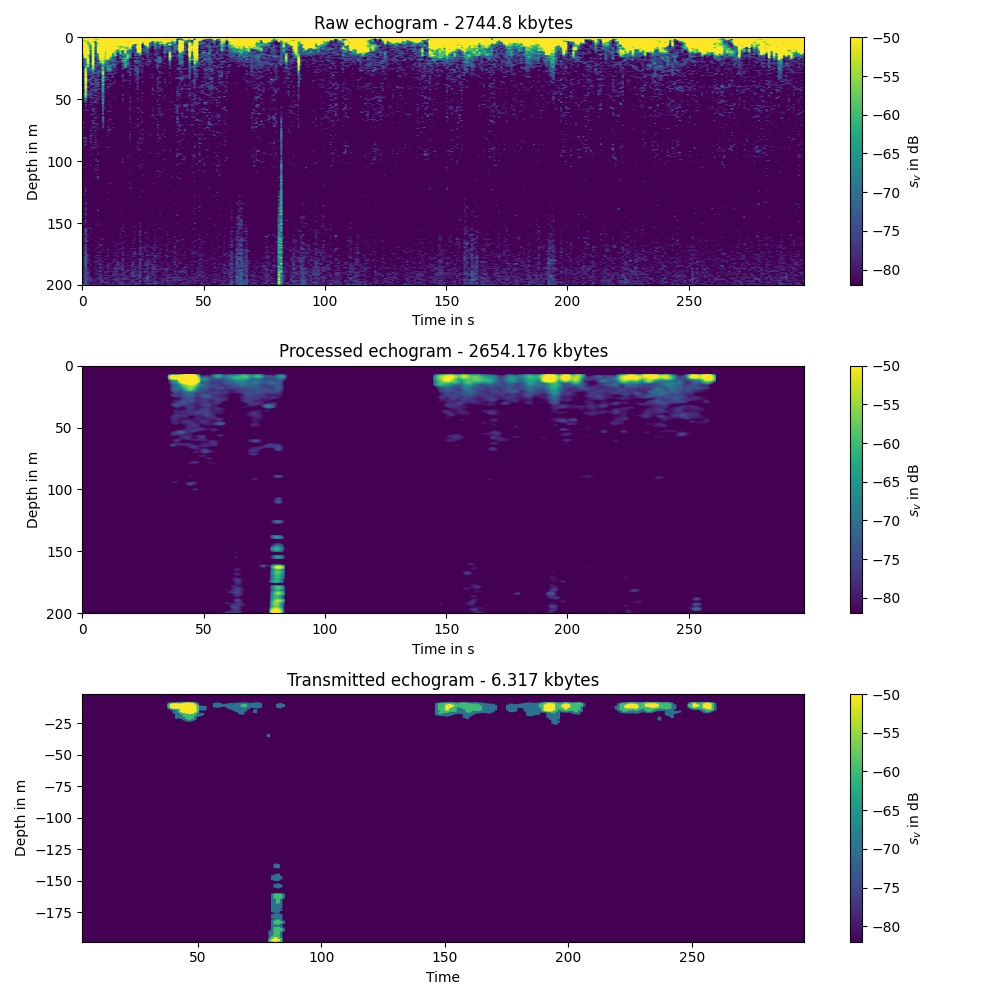 Raw echogram - 2744.8 kbytes
0
50
100
150
200
Depth in m
0 50 100 150 200 250
Time in s
−50
−55
−60
−65
−70
−75
−80
sᵥ in dB
Processed echogram - 2654.176 kbytes
0
50
100
150
200
Depth in m
0 50 100 150 200 250
Time in s
−50
−55
−60
−65
−70
−75
−80
sᵥ in dB
Transmitted echogram - 6.317 kbytes
−25
−50
−75
−100
−125
−150
−175
Depth in m
50 100 150 200 250
Time
−50
−55
−60
−65
−70
−75
−80
sᵥ in dB